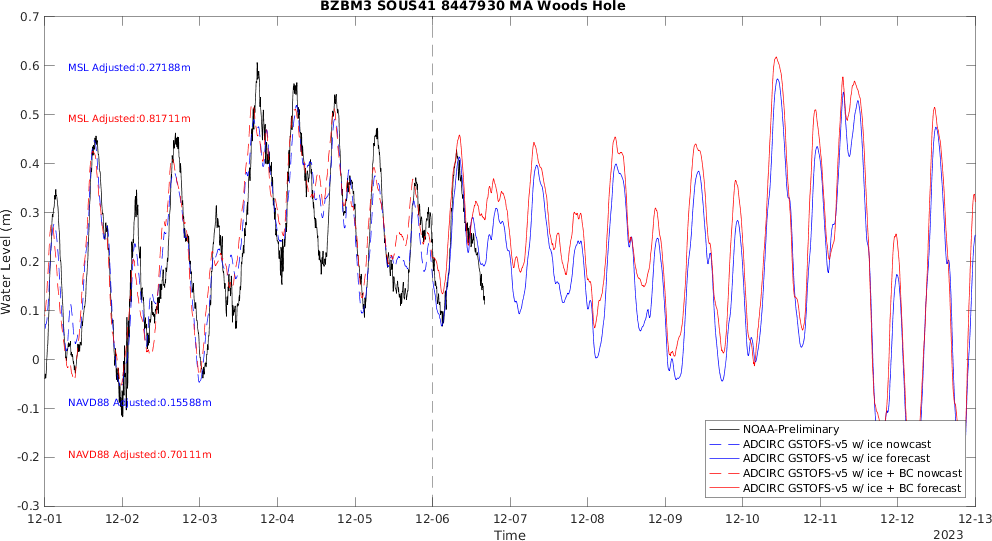 BZBM3 SOUS41 8447930 MA Woods Hole
0.7
0.6
0.5
0.4
0.3
0.2
0.1
0
-0.1
-0.2
-0.3
Water Level (m)
MSL Adjusted:0.27188m
MSL Adjusted:0.81711m
NAVD88 Adjusted:0.15588m
NAVD88 Adjusted:0.70111m
NOAA-Preliminary
ADCIRC GSTOFS-v5 w/ ice nowcast
ADCIRC GSTOFS-v5 w/ ice forecast
ADCIRC GSTOFS-v5 w/ ice + BC nowcast
ADCIRC GSTOFS-v5 w/ ice + BC forecast
12-01 12-02 12-03 12-04 12-05 12-06 12-07 12-08 12-09 12-10 12-11 12-12 12-13
Time
2023